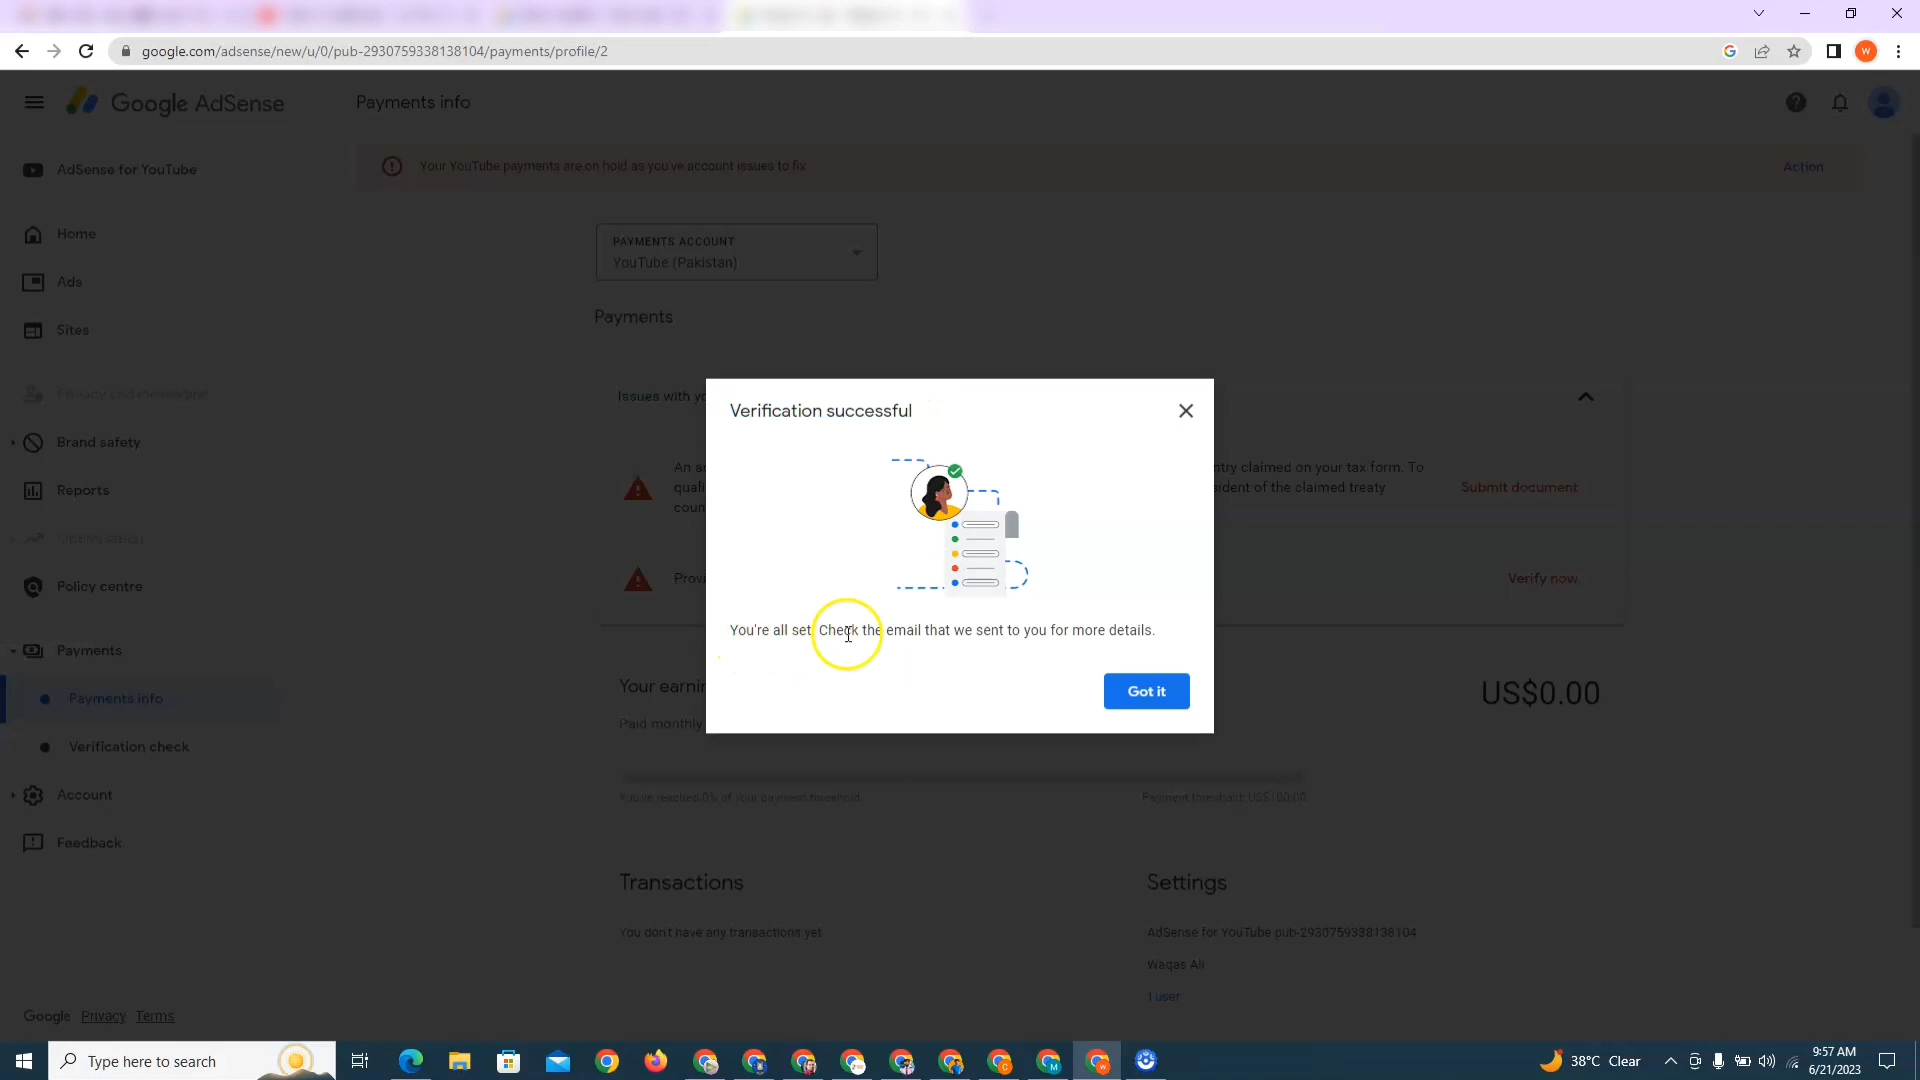 google.com/adsense/new/u/0/pub-2930759338138104/payments/profile/2
W
Google AdSense
Payments info
AdSense for YouTube
Your YouTube payments are on hold as you've account issues to fix
Action
Home
PAYMENTS ACCOUNT
YouTube (Pakistan)
Ads
Payments
Sites
Verification successful
Issues with yo
Brand safety
An a
ntry claimed on your tax form. To
quali
sident of the claimed treaty
Submit document
coun
Reports
Optimisation
Provi
Verify now
Policy centre
You're all set. Check the email that we sent to you for more details.
Payments
Got it
Your earnin
US$0.00
Payments info
Paid monthly
Verification check
Account
You've reached 0% of your payment threshold
Payment threshold: US$100.00
Feedback
Transactions
Settings
You don't have any transactions yet
AdSense for YouTube pub-2930759338138104
Waqas Ali
1 user
Google Privacy Terms
Type here to search
38°C Clear
9:57 AM
6/21/2023